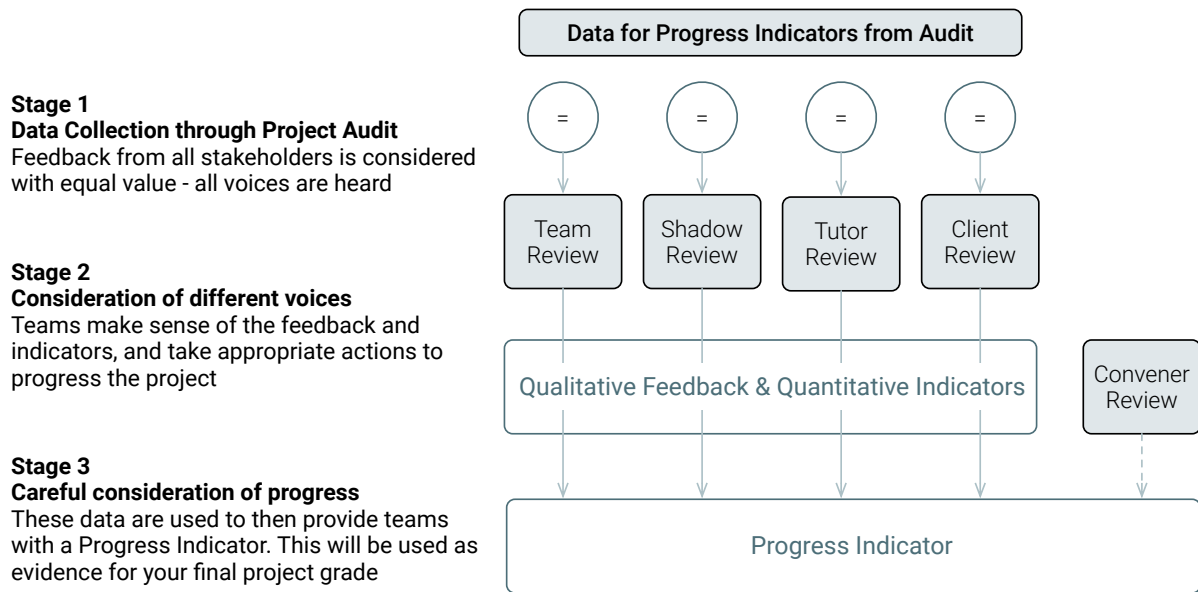 Data for Progress Indicators from Audit
Stage 1
Data Collection through Project Audit
Feedback from all stakeholders is considered
with equal value - all voices are heard
=
=
=
=
Team
Review
Shadow
Review
Tutor
Review
Client
Review
Stage 2
Consideration of different voices
Teams make sense of the feedback and
indicators, and take appropriate actions to
progress the project
Qualitative Feedback & Quantitative Indicators
Convener
Review
Stage 3
Careful consideration of progress
These data are used to then provide teams
with a Progress Indicator. This will be used as
evidence for your final project grade
Progress Indicator